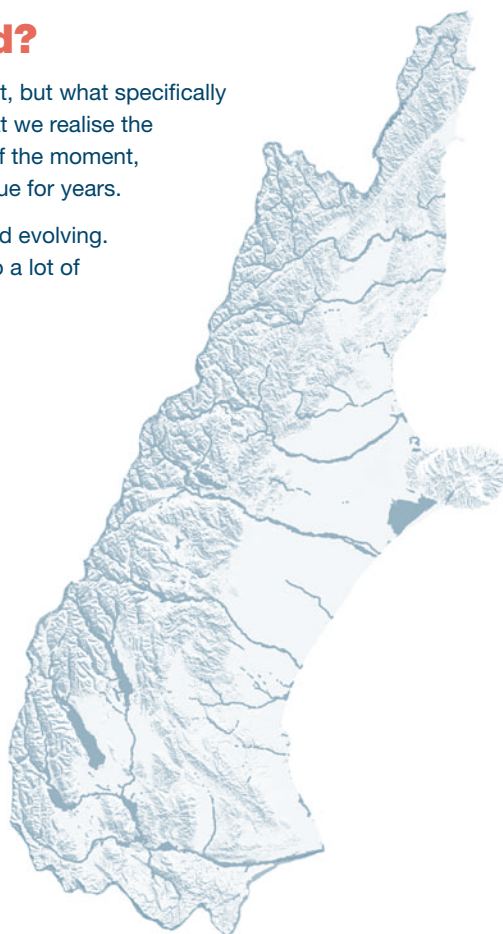 d?
t, but what specifically
t we realise the
f the moment,
ue for years.
d evolving.
o a lot of